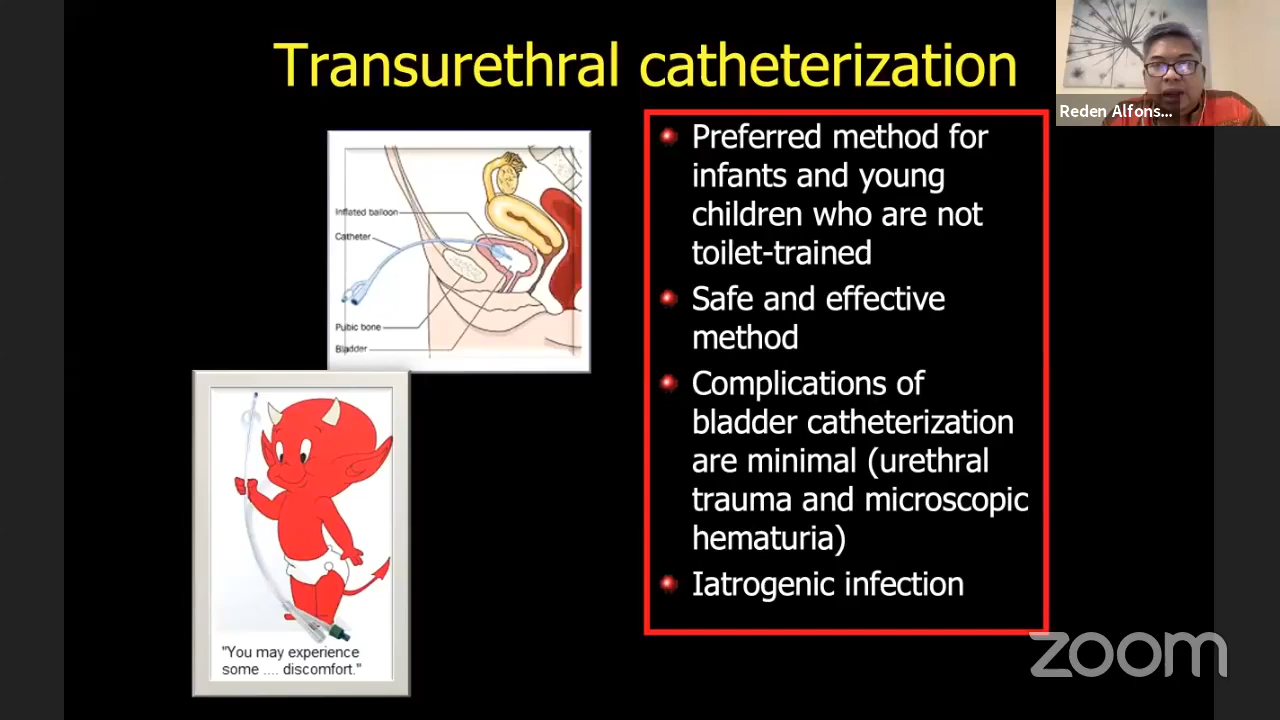 Transurethral catheterization
Reden Alfons...
Inflated balloon
Catheter
Pubic bone
Bladder
Preferred method for
infants and young
children who are not
toilet-trained
Safe and effective
method
Complications of
bladder catheterization
are minimal (urethral
trauma and microscopic
hematuria)
Iatrogenic infection
"You may experience
some .... discomfort."
zoom